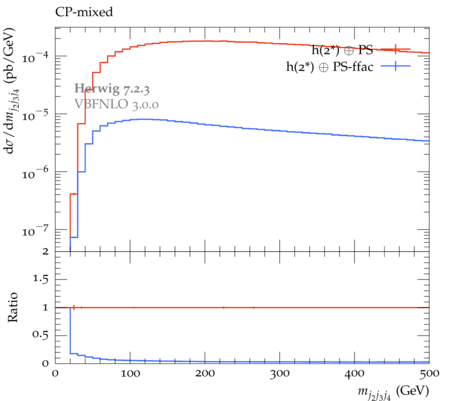 CP-mixed
h(2*) ⊕ PS
h(2*) ⊕ PS-ffac
Herwig 7.2.3
VBFNLO 3.0.0
10⁻⁴
10⁻⁵
10⁻⁶
10⁻⁷
dσ/dm_{j₂j₃j₄} (pb/GeV)
2
1.5
1
0.5
0
Ratio
0 100 200 300 400 500
m_{j₂j₃j₄} (GeV)